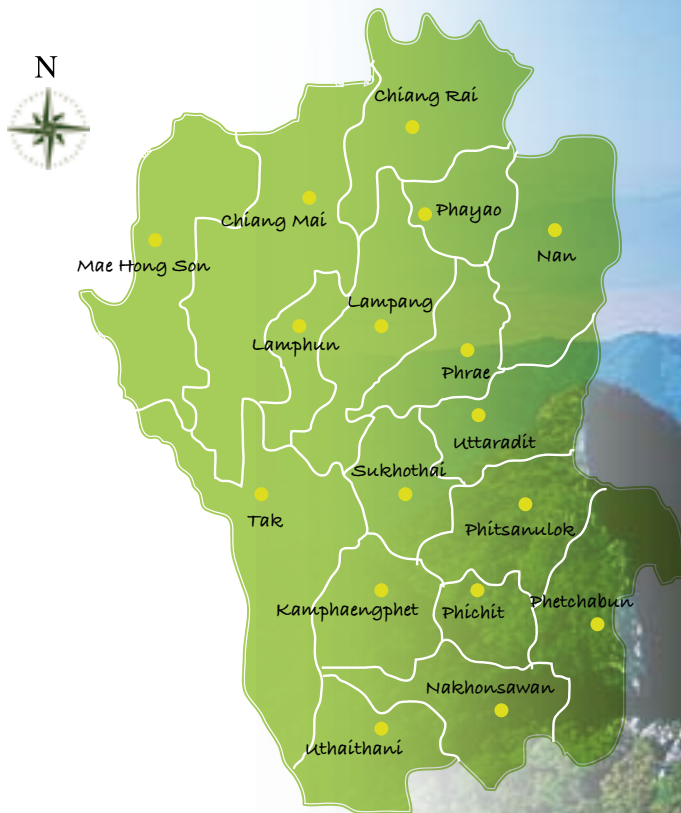 N
Chiang Rai
Chiang Mai
Phayao
Nan
Mae Hong Son
Lampang
Lamphun
Phrae
Uttaradit
Sukhothai
Tak
Phitsanulok
Kamphaengphet
Phichit
Phetchabun
Nakhonsawan
Uthaithani